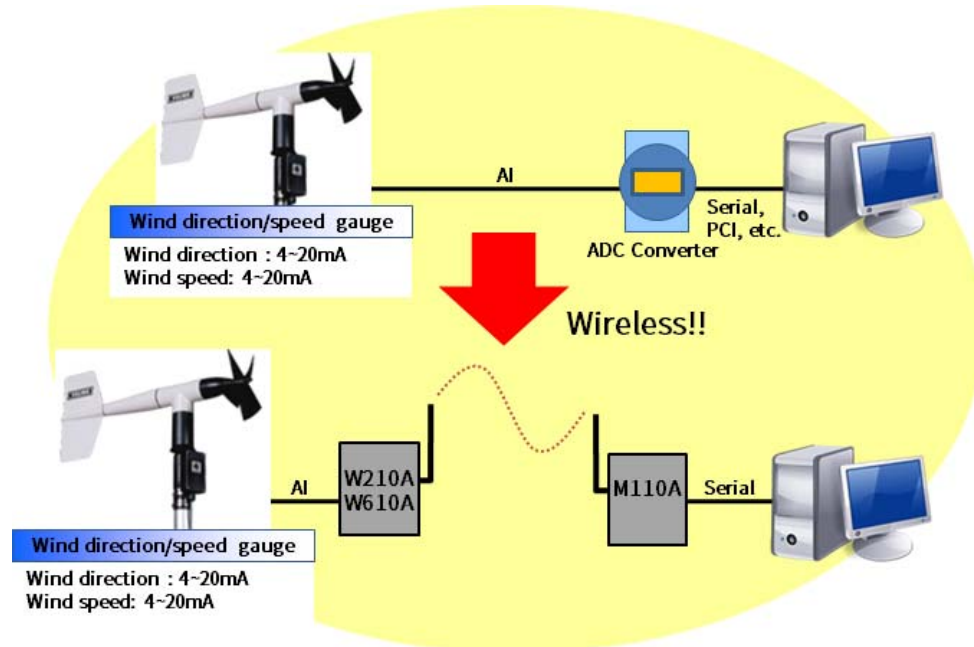 AI
Serial,
PCI, etc.
ADC Converter
Wind direction/speed gauge
Wind direction : 4~20mA
Wind speed: 4~20mA
Wireless!!
AI
W210A
W610A
M110A
Serial
Wind direction/speed gauge
Wind direction : 4~20mA
Wind speed: 4~20mA